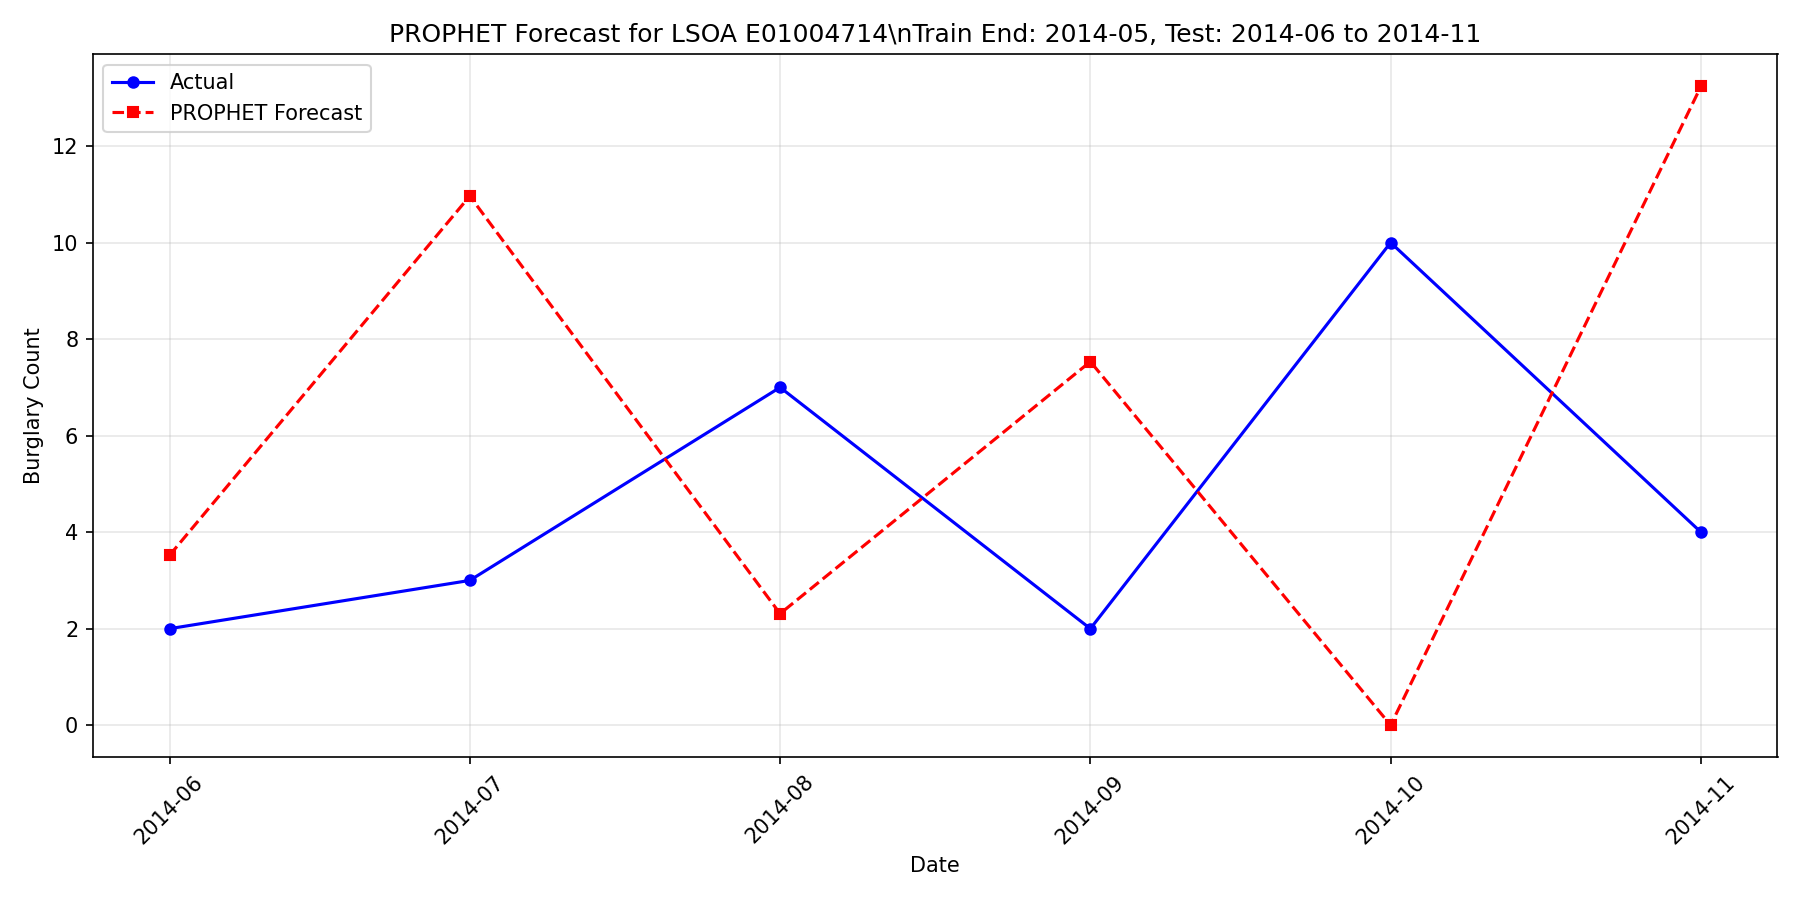 PROPHET Forecast for LSOA E01004714\nTrain End: 2014-05, Test: 2014-06 to 2014-11
Actual
PROPHET Forecast
Burglary Count
12
10
8
6
4
2
0
2014-06
2014-07
2014-08
2014-09
2014-10
2014-11
Date